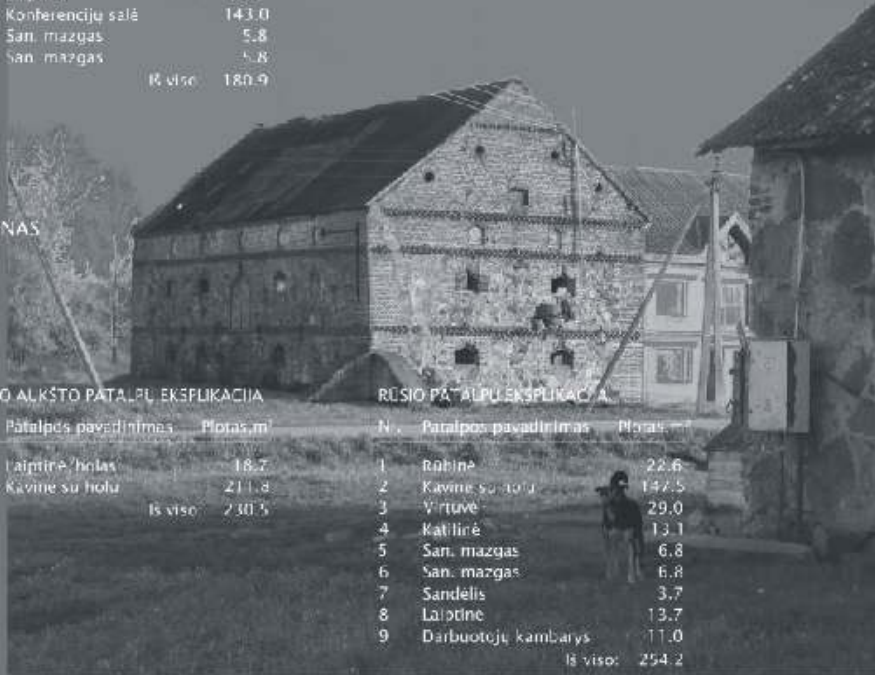 Konferencijų salė 143.0
San. mazgas 5.8
San. mazgas 5.8
Iš viso 180.9
NAS
O AUKŠTO PATALPŲ EKSPLIKACIJA
Patalpos pavadinimas Plotas,m²
Laiptinė/holas 18.7
Kavinė su holu 211.8
Iš viso 230.5
RŪSIO PATALPŲ EKSPLIKACIJA
N . Patalpos pavadinimas Plotas,m²
1 Rūbinė 22.6
2 Kavinė su holu 147.5
3 Virtuvė 29.0
4 Katilinė 13.1
5 San. mazgas 6.8
6 San. mazgas 6.8
7 Sandėlis 3.7
8 Laiptinė 13.7
9 Darbuotojų kambarys 11.0
Iš viso: 254.2